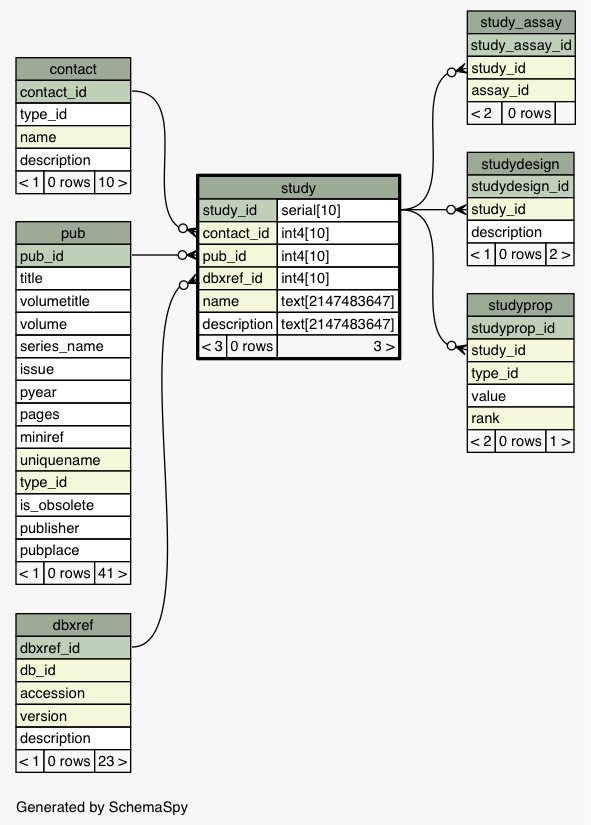 contact
contact_id
type_id
name
description
< 1 0 rows 10 >
pub
pub_id
title
volumetitle
volume
series_name
issue
pyear
pages
miniref
uniquename
type_id
is_obsolete
publisher
pubplace
< 1 0 rows 41 >
dbxref
dbxref_id
db_id
accession
version
description
< 1 0 rows 23 >
study
study_id serial[10]
contact_id int4[10]
pub_id int4[10]
dbxref_id int4[10]
name text[2147483647]
description text[2147483647]
< 3 0 rows 3 >
study_assay
study_assay_id
study_id
assay_id
< 2 0 rows
studydesign
studydesign_id
study_id
description
< 1 0 rows 2 >
studyprop
studyprop_id
study_id
type_id
value
rank
< 2 0 rows 1 >
Generated by SchemaSpy